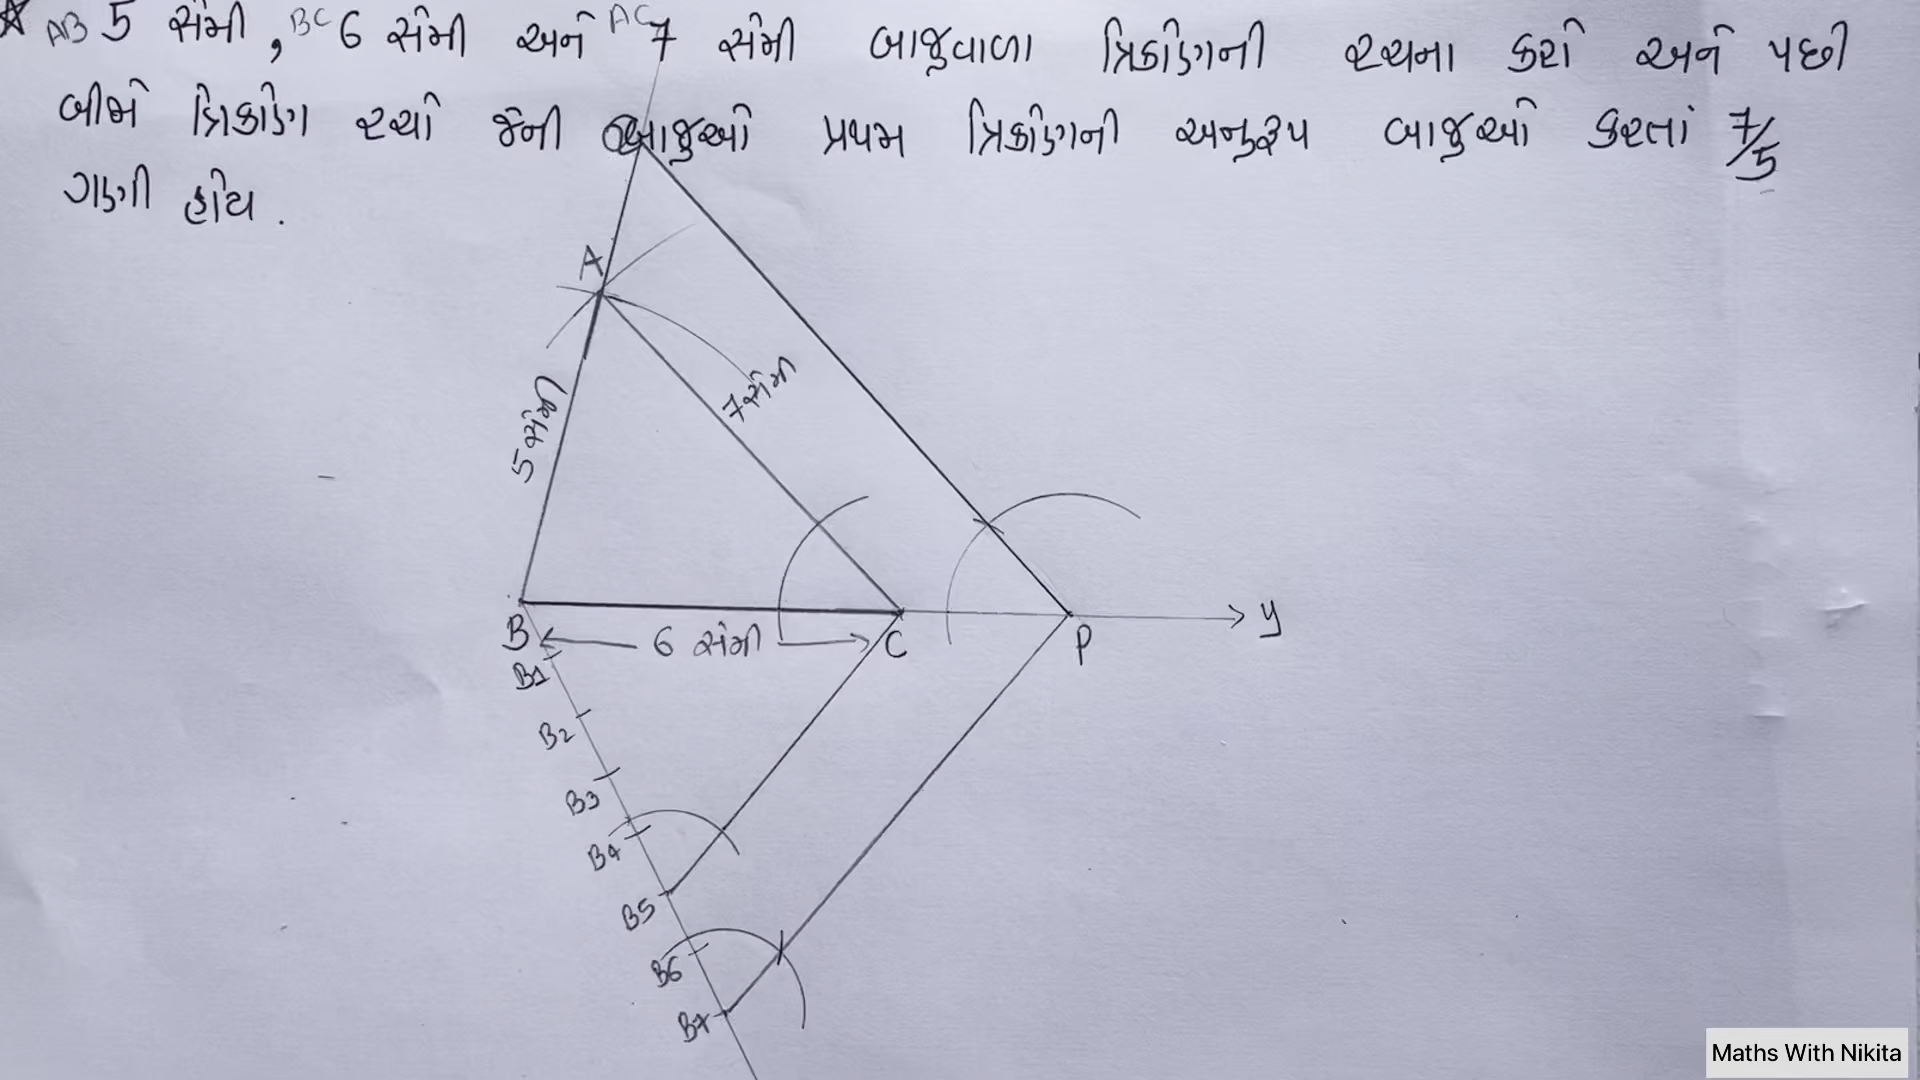 AB 5 સેમી , BC 6 સેમી અને AC 7 સેમી બાજુવાળા ત્રિકોણની રચના કરો અને પછી
બીજો ત્રિકોણ રચો જેની બાજુઓ પ્રથમ ત્રિકોણની અનુરૂપ બાજુઓ કરતાં 7/5
ગણી હોય .
A
7 સેમી
5 સેમી
B
6 સેમી
C
P
y
B1
B2
B3
B4
B5
B6
B7
Maths With Nikita